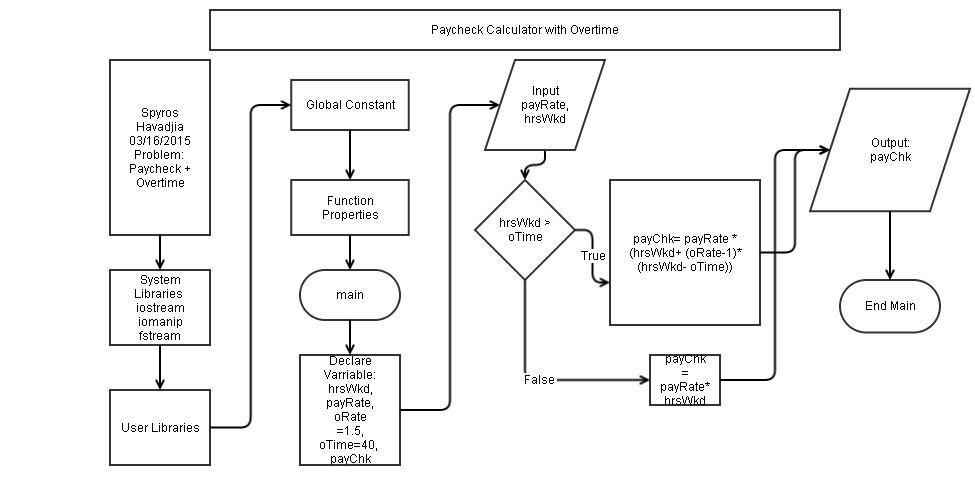 Paycheck Calculator with Overtime
Spyros
Havadjia
03/16/2015
Problem:
Paycheck +
Overtime
System
Libraries
iostream
iomanip
fstream
User Libraries
Global Constant
Function
Properties
main
Declare
Varriable:
hrsWkd,
payRate,
oRate
=1.5,
oTime=40,
payChk
Input
payRate,
hrsWkd
hrsWkd >
oTime
True
False
payChk= payRate *
(hrsWkd+ (oRate-1)*
(hrsWkd- oTime))
payChk
=
payRate*
hrsWkd
Output:
payChk
End Main